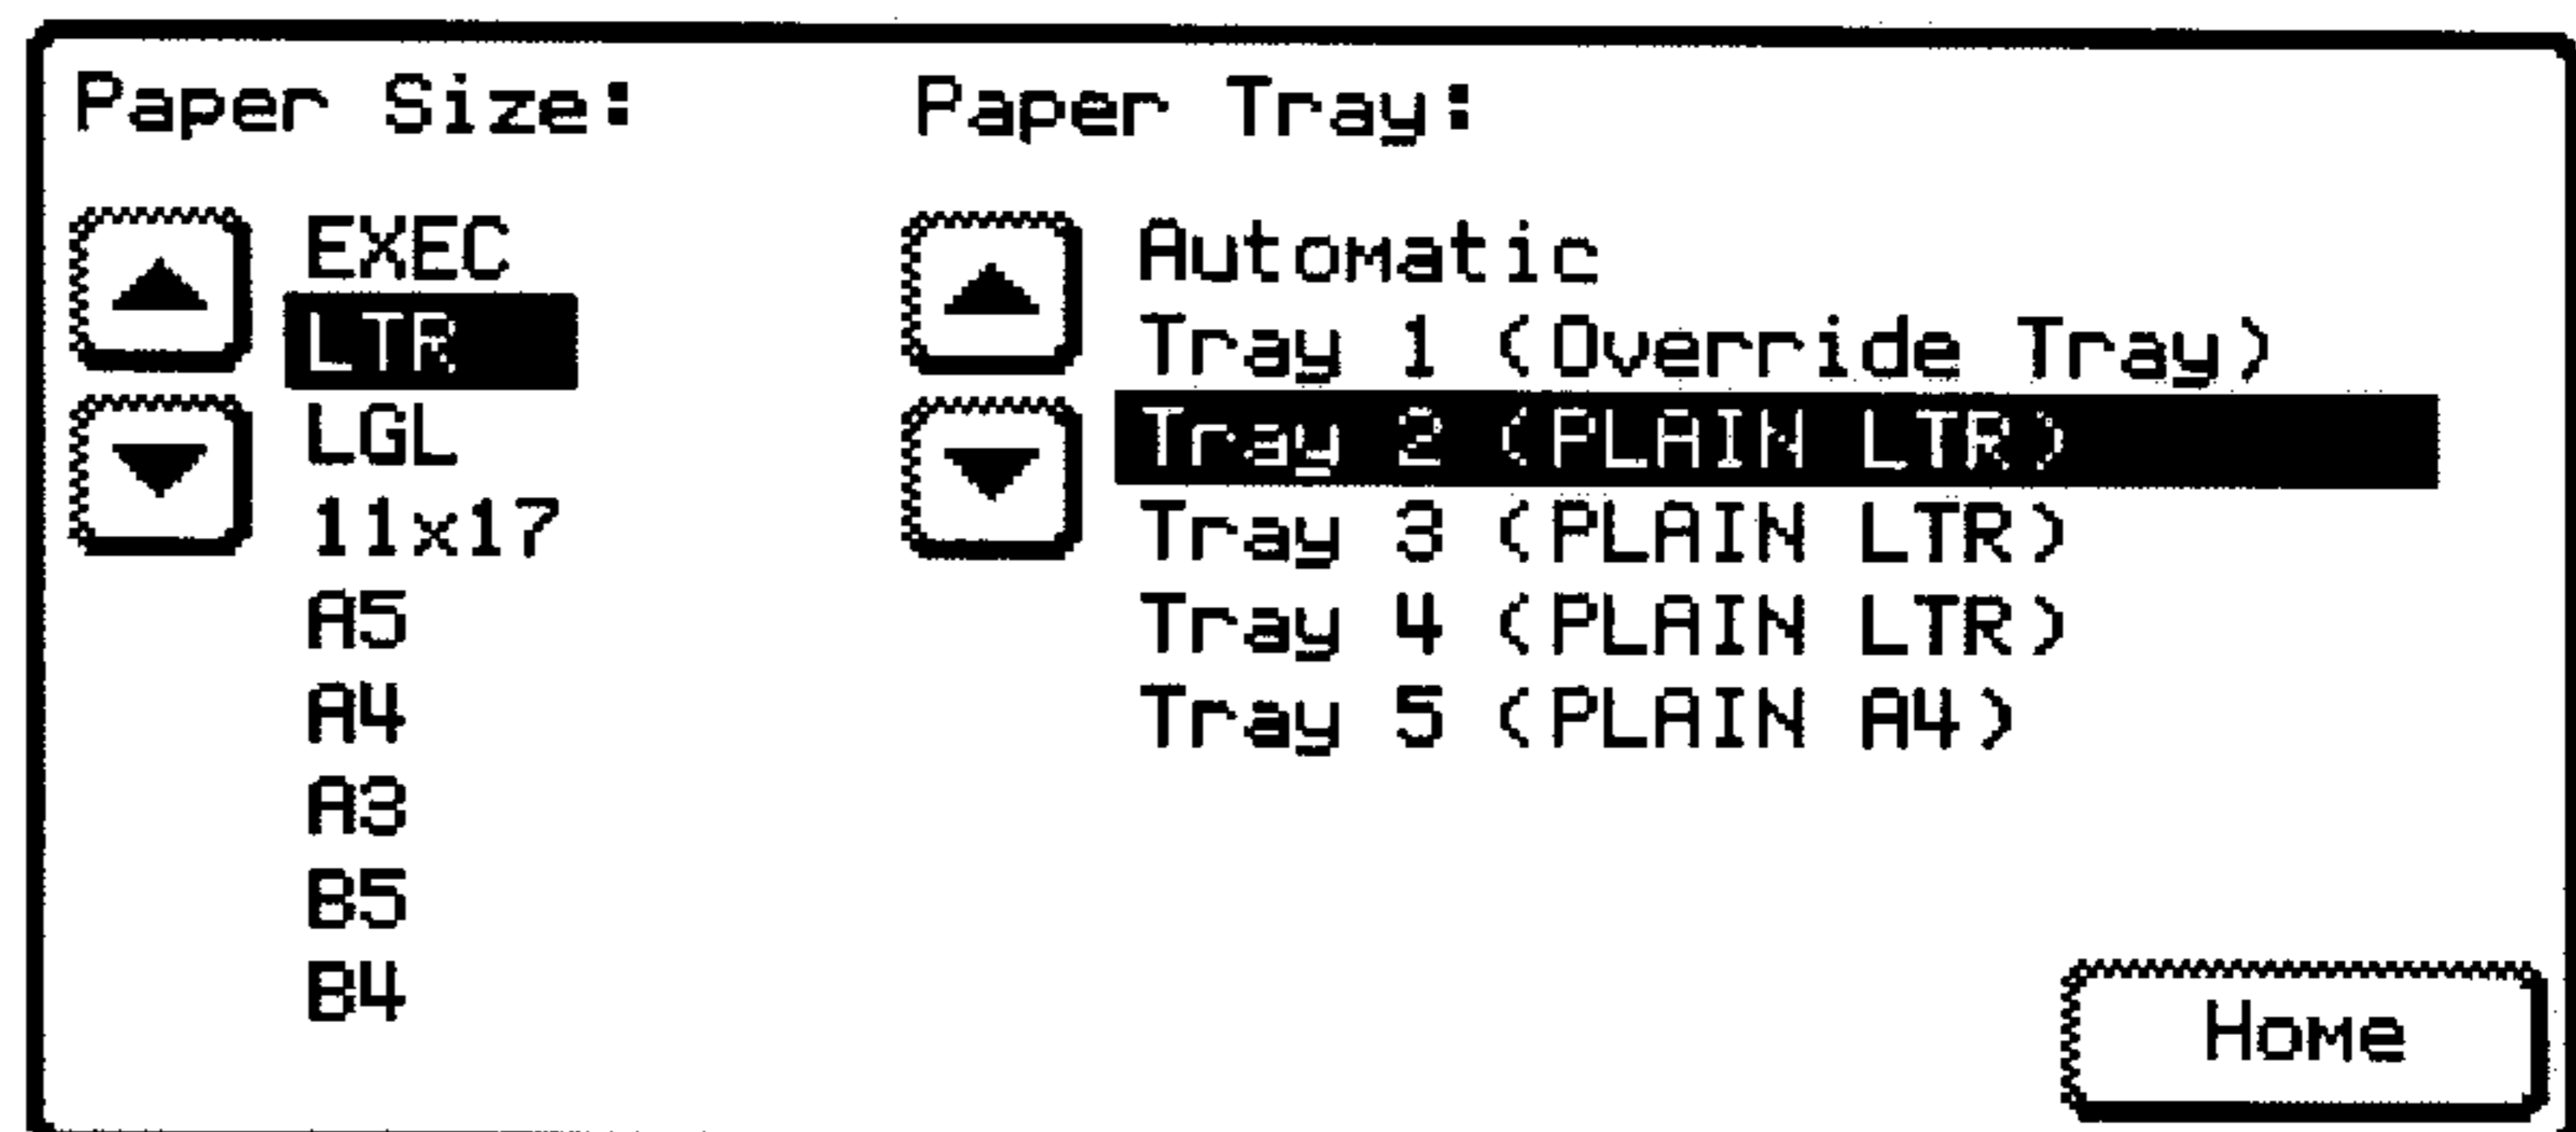 Paper Size:
EXEC
LTR
LGL
11x17
A5
A4
A3
B5
B4
Paper Tray:
Automatic
Tray 1 (Override Tray)
Tray 2 (PLAIN LTR)
Tray 3 (PLAIN LTR)
Tray 4 (PLAIN LTR)
Tray 5 (PLAIN A4)
Home